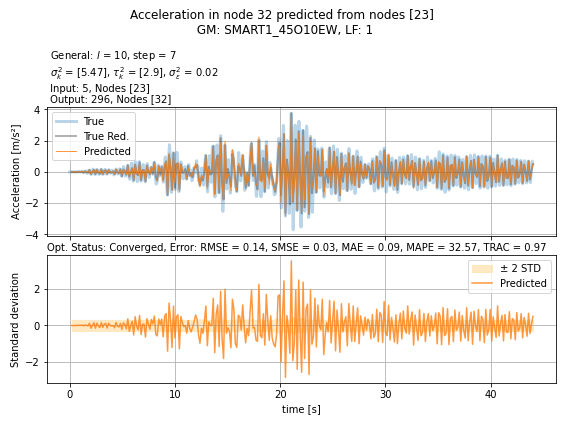 Acceleration in node 32 predicted from nodes [23]
GM: SMART1_45O10EW, LF: 1
General: l = 10, step = 7
σ²ₖ = [5.47], τ²ₖ = [2.9], σ²ε = 0.02
Input: 5, Nodes [23]
Output: 296, Nodes [32]
4
2
0
−2
−4
Acceleration [m/s²]
True
True Red.
Predicted
Opt. Status: Converged, Error: RMSE = 0.14, SMSE = 0.03, MAE = 0.09, MAPE = 32.57, TRAC = 0.97
2
0
−2
Standard deviation
± 2 STD
Predicted
0 10 20 30 40
time [s]